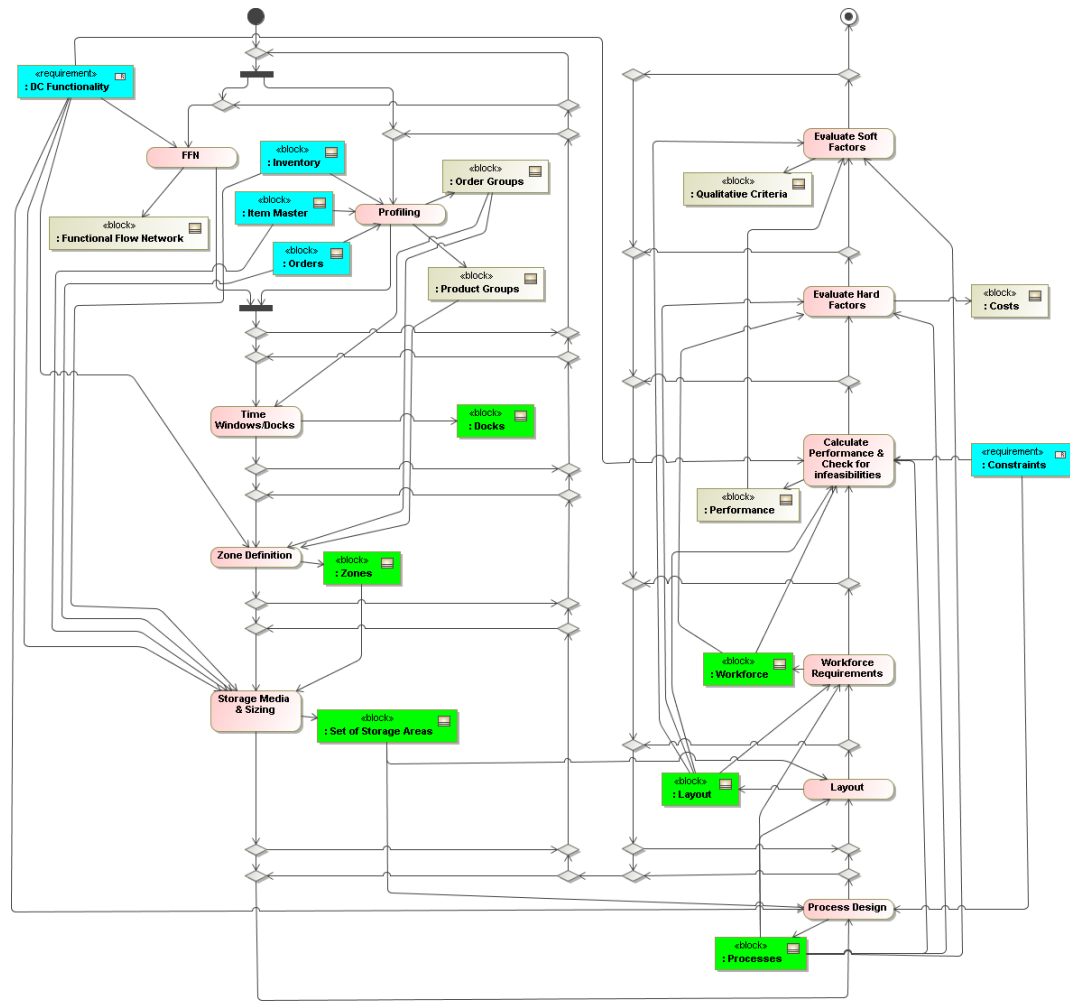 «requirement»
: DC Functionality
FFN
«block»
: Functional Flow Network
«block»
: Inventory
«block»
: Item Master
«block»
: Orders
Profiling
«block»
: Order Groups
«block»
: Product Groups
Time
Windows/Docks
«block»
: Docks
Zone Definition
«block»
: Zones
Storage Media
& Sizing
«block»
: Set of Storage Areas
Evaluate Soft
Factors
«block»
: Qualitative Criteria
Evaluate Hard
Factors
«block»
: Costs
Calculate
Performance &
Check for
infeasibilities
«requirement»
: Constraints
«block»
: Performance
«block»
: Workforce
Workforce
Requirements
«block»
: Layout
Layout
Process Design
«block»
: Processes